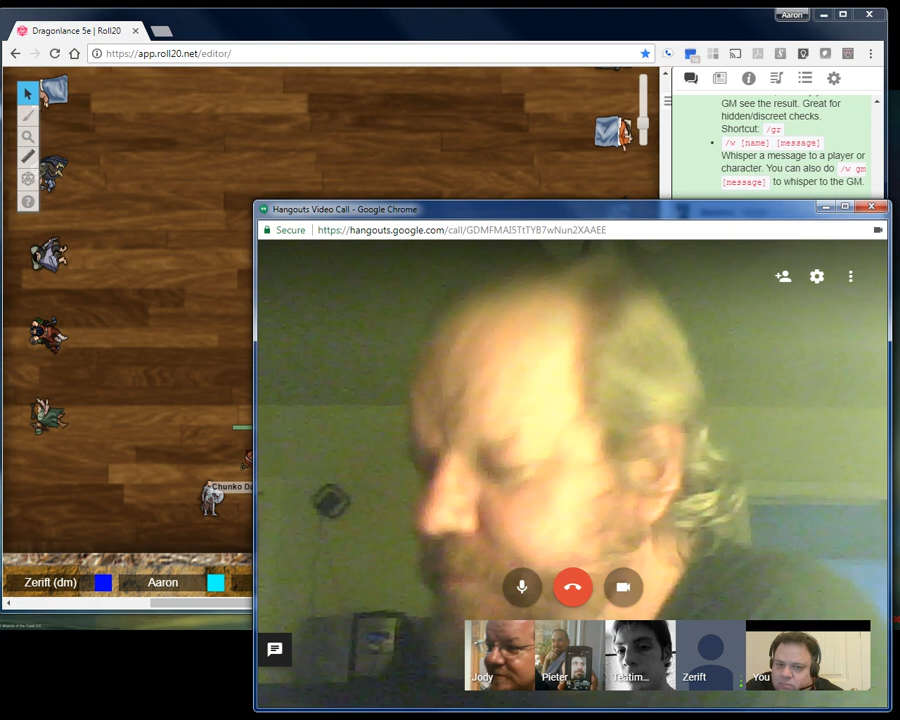 Aaron
Dragonlance 5e | Roll20
https://app.roll20.net/editor/
GM see the result. Great for
hidden/discreet checks.
Shortcut: /gr
/w [name] [message]
Whisper a message to a player or
character. You can also do /w gm
[message] to whisper to the GM.
Hangouts Video Call - Google Chrome
Secure https://hangouts.google.com/call/GDMFMAI5TtTYB7wNun2XAAEE
Chunko Da
Zerift (dm) Aaron
Jody Pieter Teatim... Zerift You